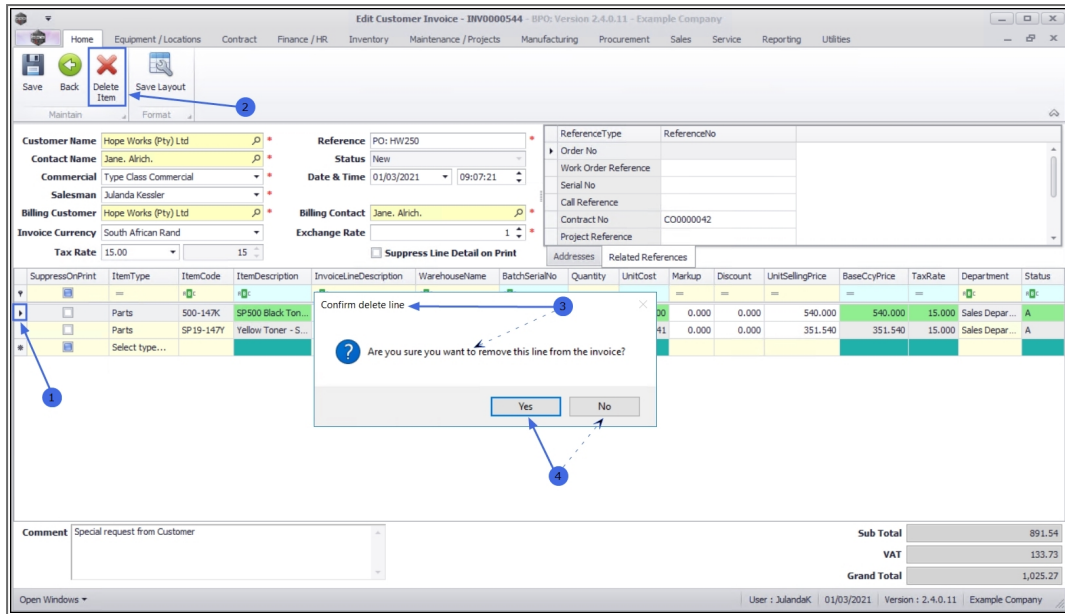 Edit Customer Invoice - INV0000544 - BPO: Version 2.4.0.11 - Example Company
Home Equipment / Locations Contract Finance / HR Inventory Maintenance / Projects Manufacturing Procurement Sales Service Reporting Utilities
Save Back Delete Item Save Layout
Maintain Format
2
Customer Name Hope Works (Pty) Ltd * Reference PO: HW250 *
Contact Name Jane. Alrich. * Status New
Commercial Type Class Commercial * Date & Time 01/03/2021 09:07:21
Salesman Julanda Kessler *
Billing Customer Hope Works (Pty) Ltd * Billing Contact Jane. Alrich. *
Invoice Currency South African Rand Exchange Rate 1 *
Tax Rate 15.00 15 Suppress Line Detail on Print
ReferenceType ReferenceNo
Order No
Work Order Reference
Serial No
Call Reference
Contract No CO0000042
Project Reference
Addresses Related References
SuppressOnPrint ItemType ItemCode ItemDescription InvoiceLineDescription WarehouseName BatchSerialNo Quantity UnitCost Markup Discount UnitSellingPrice BaseCcyPrice TaxRate Department Status
Parts 500-147K SP500 Black Ton... 00 0.000 0.000 540.000 540.000 15.000 Sales Depar... A
Parts SP19-147Y Yellow Toner - S... 41 0.000 0.000 351.540 351.540 15.000 Sales Depar... A
Select type...
1
Confirm delete line
3
Are you sure you want to remove this line from the invoice?
Yes No
4
Comment Special request from Customer
Sub Total 891.54
VAT 133.73
Grand Total 1,025.27
Open Windows User : JulandaK 01/03/2021 Version : 2.4.0.11 Example Company